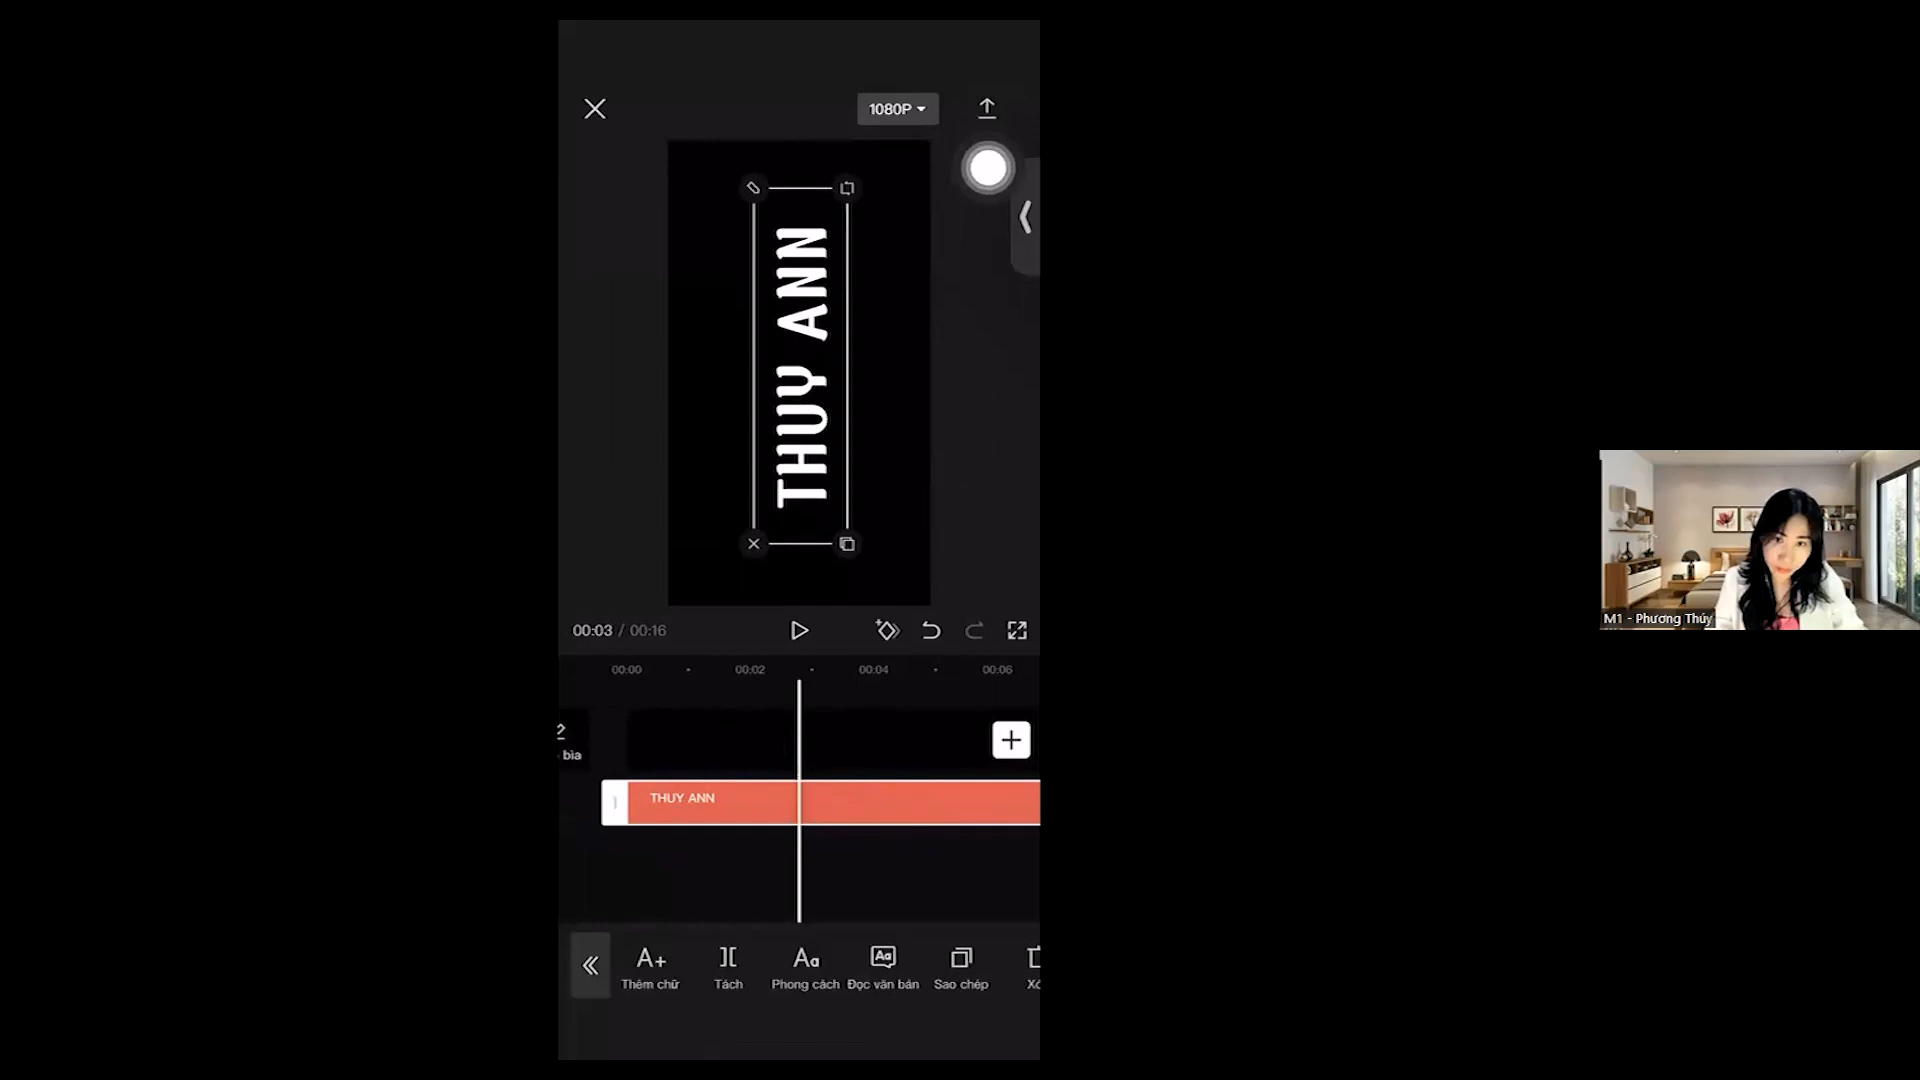 1080P
THUY ANN
00:03 / 00:16
00:00
00:02
00:04
00:06
bìa
THUY ANN
Thêm chữ
Tách
Phong cách
Đọc văn bản
Sao chép
M1 - Phương Thúy